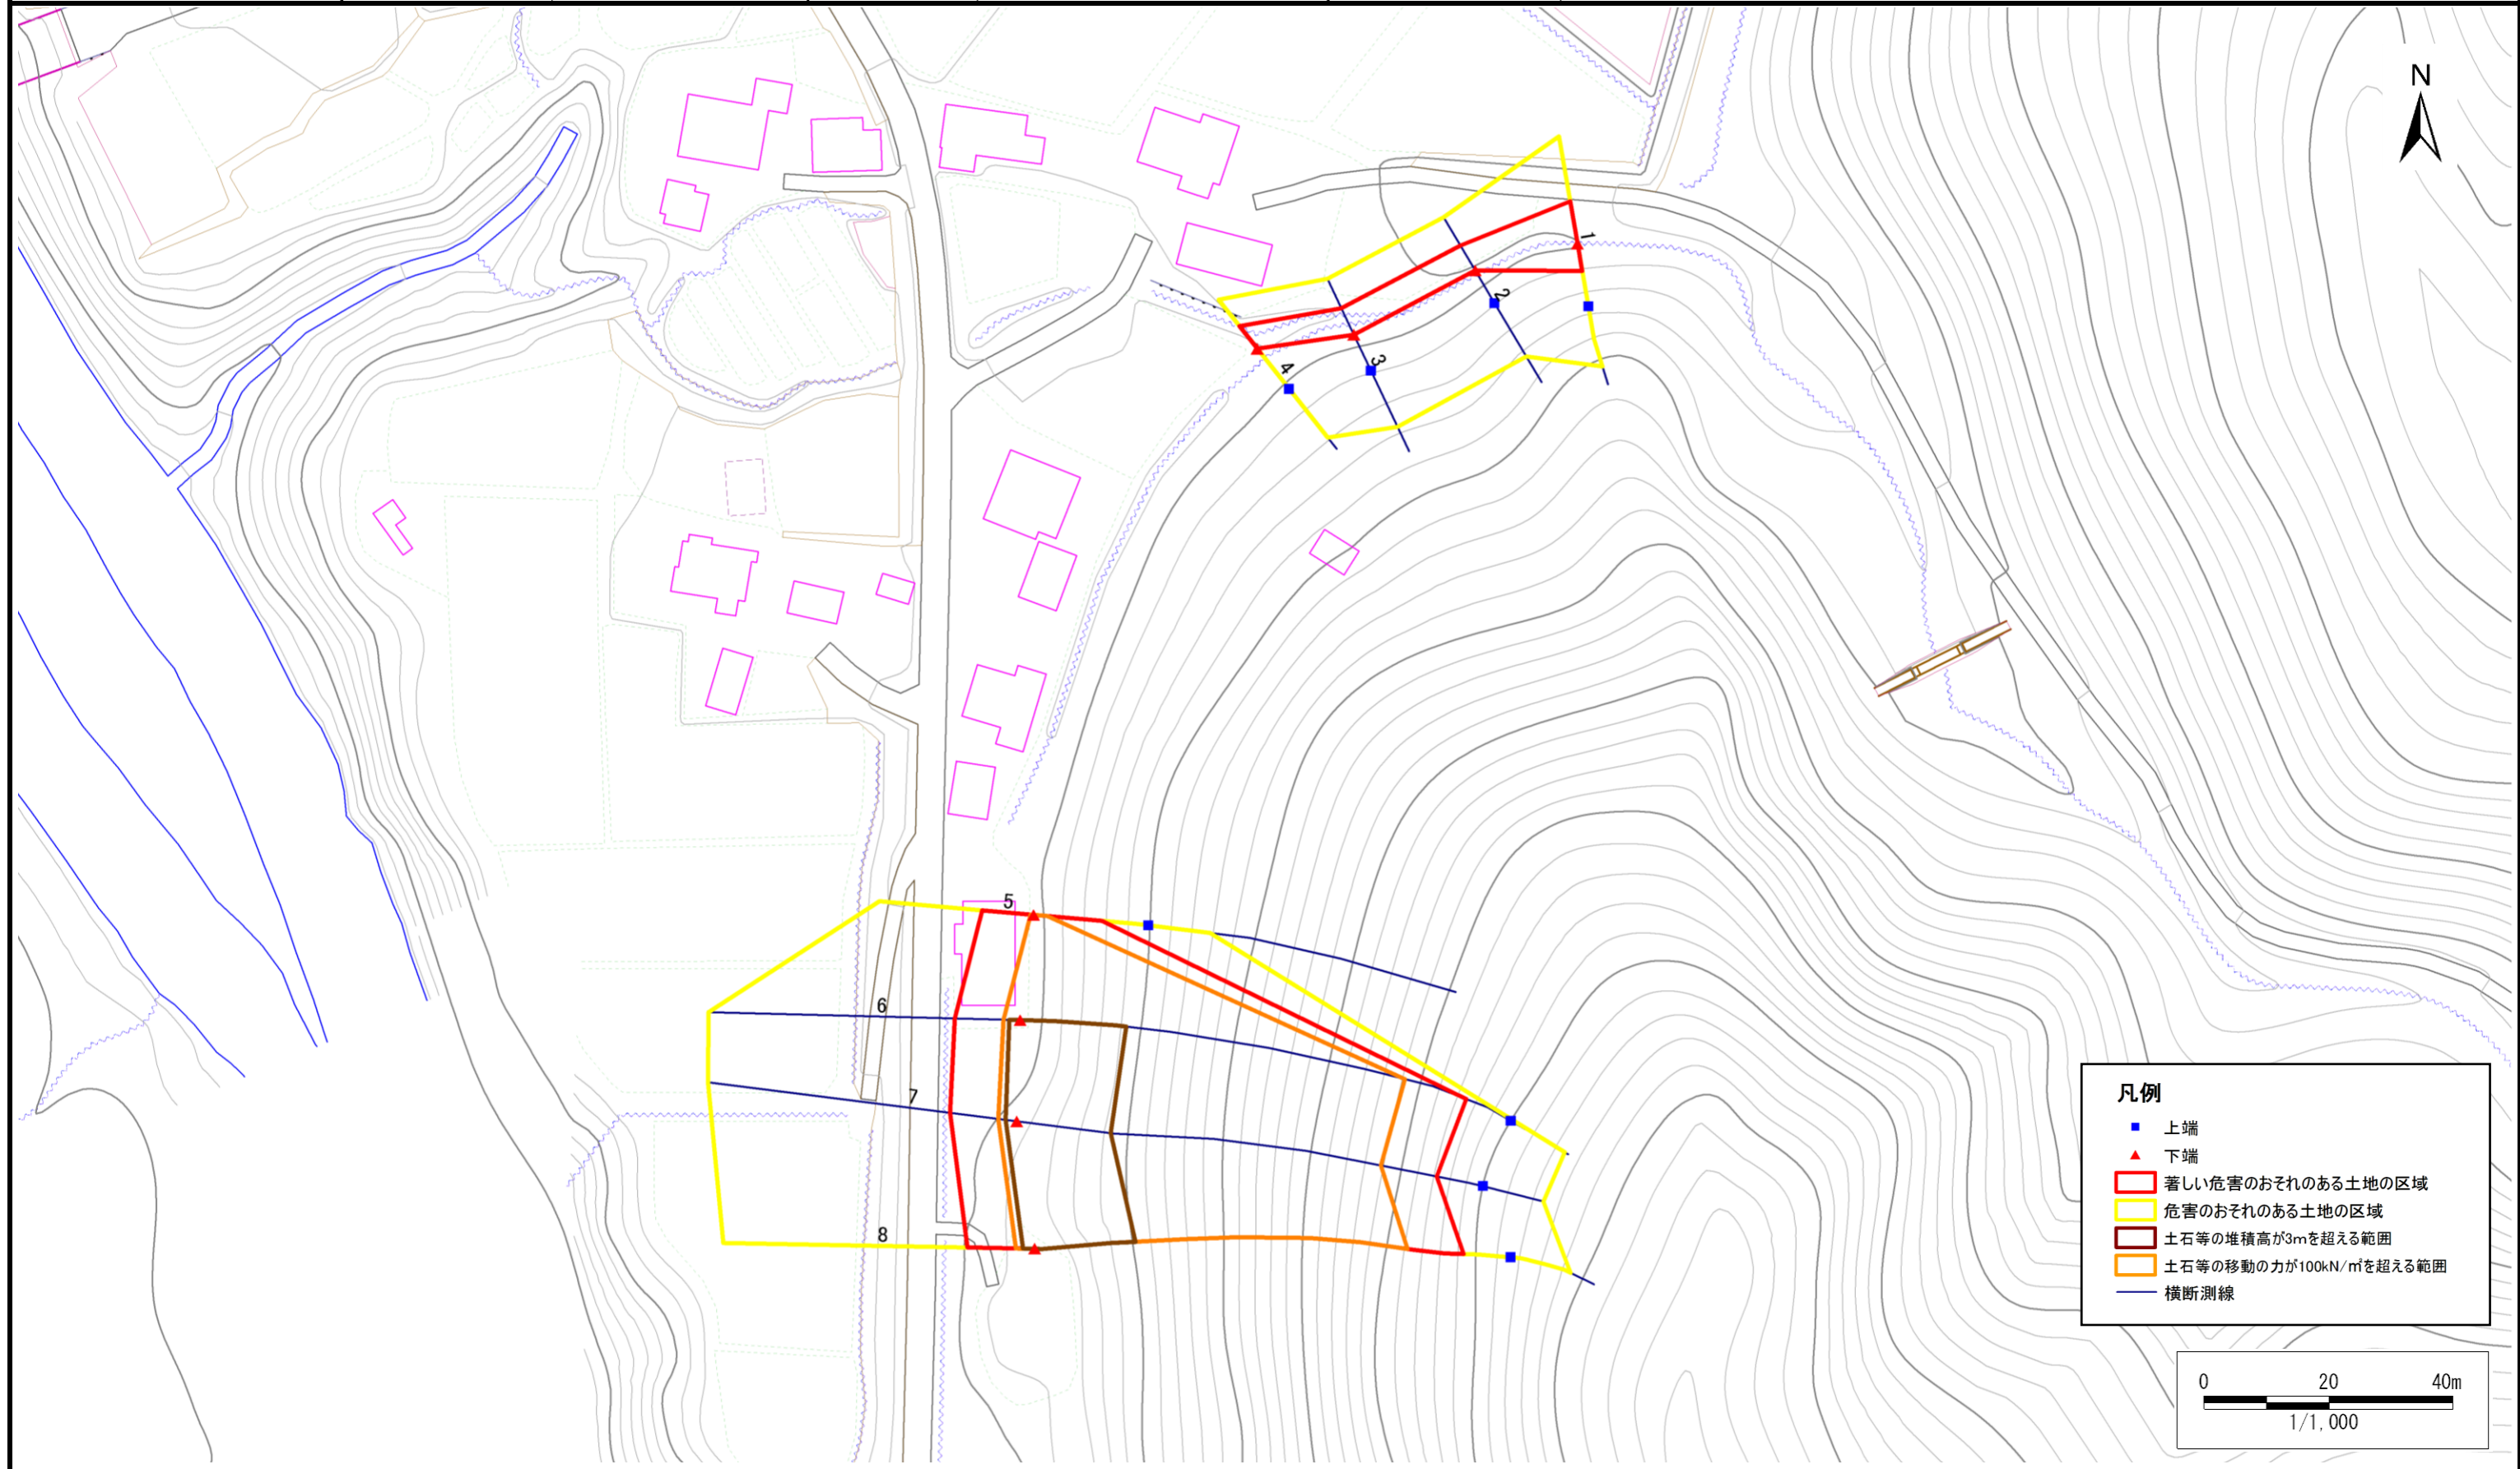 N
1
2
3
4
5
6
7
8
凡例
上端
下端
著しい危害のおそれのある土地の区域
危害のおそれのある土地の区域
土石等の堆積高が3mを超える範囲
土石等の移動の力が100kN/㎡を超える範囲
横断測線
0 20 40m
1/1,000